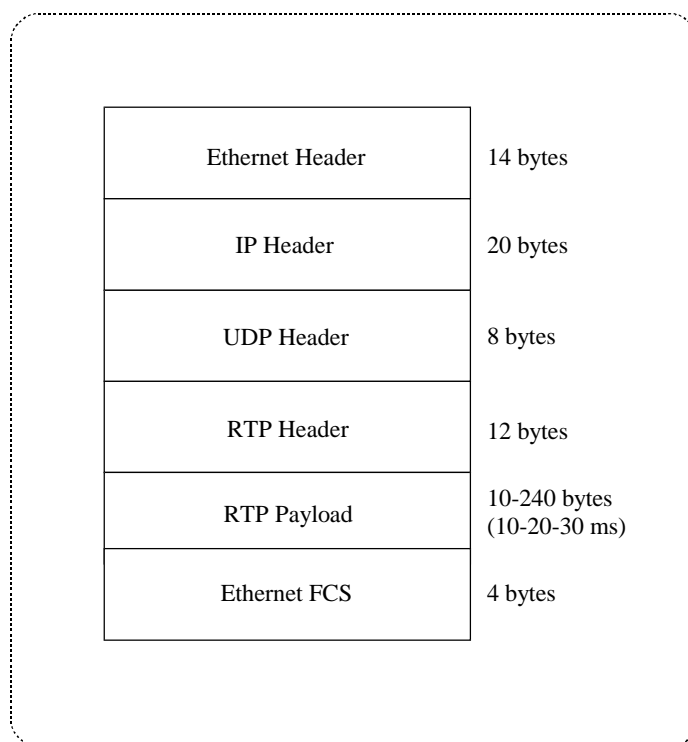 Ethernet Header 14 bytes
IP Header 20 bytes
UDP Header 8 bytes
RTP Header 12 bytes
RTP Payload 10-240 bytes
(10-20-30 ms)
Ethernet FCS 4 bytes